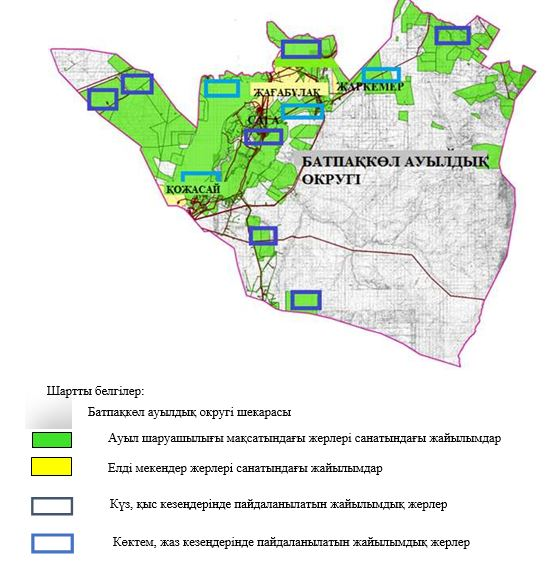 ЖАҒАБҰЛАҚ
ЖАРКЕМЕР
САҒА
БАТПАҚКӨЛ АУЫЛДЫҚ
ОКРУГІ
ҚОЖАСАЙ
Шартты белгілер:
Батпақкөл ауылдық округі шекарасы
Ауыл шаруашылығы мақсатындағы жерлері санатындағы жайылымдар
Елді мекендер жерлері санатындағы жайылымдар
Күз, қыс кезеңдерінде пайдаланылатын жайылымдық жерлер
Көктем, жаз кезеңдерінде пайдаланылатын жайылымдық жерлер